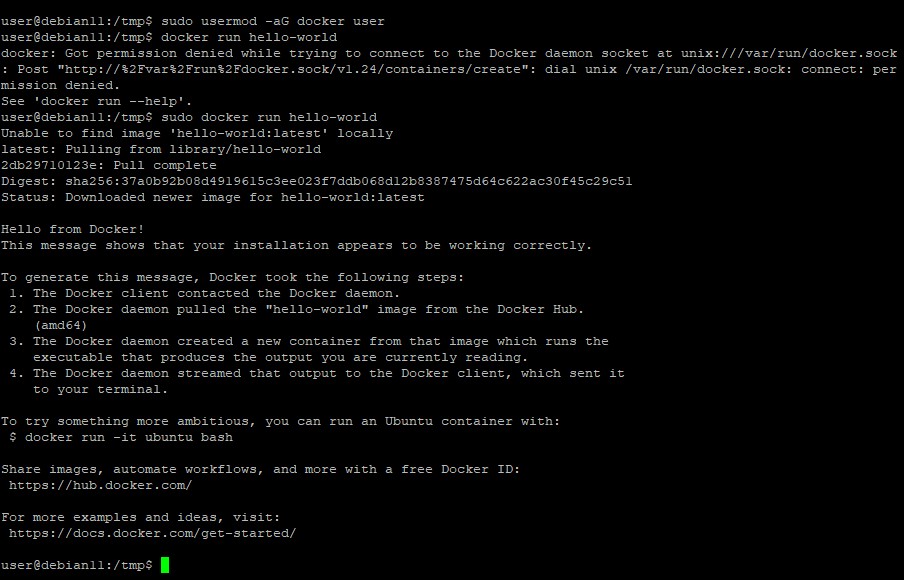 user@debian11:/tmp$ sudo usermod -aG docker user
user@debian11:/tmp$ docker run hello-world
docker: Got permission denied while trying to connect to the Docker daemon socket at unix:///var/run/docker.sock
: Post "http://%2Fvar%2Frun%2Fdocker.sock/v1.24/containers/create": dial unix /var/run/docker.sock: connect: per
mission denied.
See 'docker run --help'.
user@debian11:/tmp$ sudo docker run hello-world
Unable to find image 'hello-world:latest' locally
latest: Pulling from library/hello-world
2db29710123e: Pull complete
Digest: sha256:37a0b92b08d4919615c3ee023f7ddb068d12b8387475d64c622ac30f45c29c51
Status: Downloaded newer image for hello-world:latest

Hello from Docker!
This message shows that your installation appears to be working correctly.

To generate this message, Docker took the following steps:
 1. The Docker client contacted the Docker daemon.
 2. The Docker daemon pulled the "hello-world" image from the Docker Hub.
    (amd64)
 3. The Docker daemon created a new container from that image which runs the
    executable that produces the output you are currently reading.
 4. The Docker daemon streamed that output to the Docker client, which sent it
    to your terminal.

To try something more ambitious, you can run an Ubuntu container with:
 $ docker run -it ubuntu bash

Share images, automate workflows, and more with a free Docker ID:
 https://hub.docker.com/

For more examples and ideas, visit:
 https://docs.docker.com/get-started/

user@debian11:/tmp$